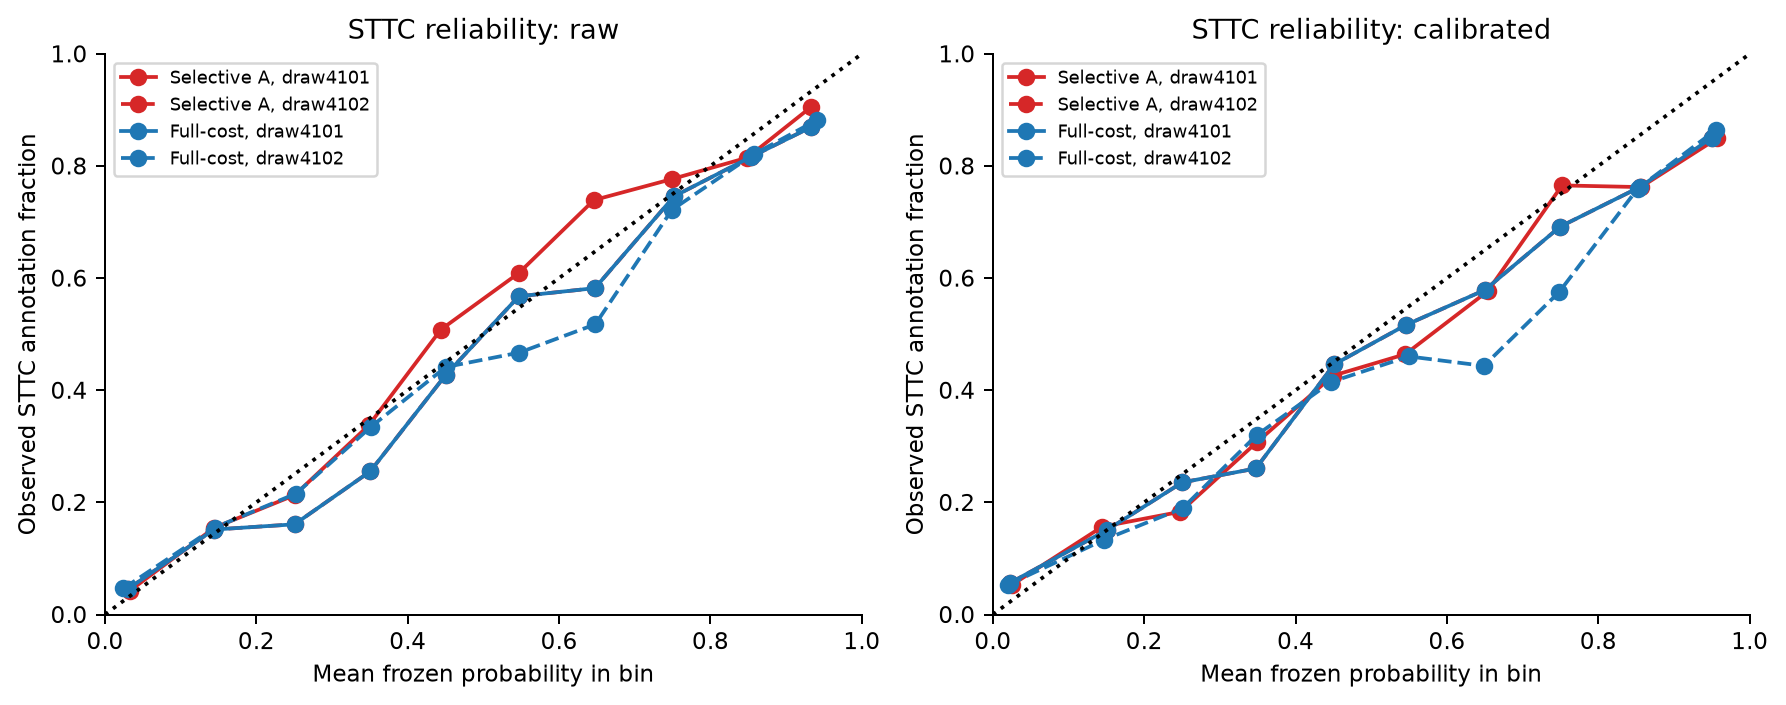 STTC reliability: raw
Selective A, draw4101
Selective A, draw4102
Full-cost, draw4101
Full-cost, draw4102
Observed STTC annotation fraction
1.0
0.8
0.6
0.4
0.2
0.0
0.0 0.2 0.4 0.6 0.8 1.0
Mean frozen probability in bin
STTC reliability: calibrated
Selective A, draw4101
Selective A, draw4102
Full-cost, draw4101
Full-cost, draw4102
Observed STTC annotation fraction
1.0
0.8
0.6
0.4
0.2
0.0
0.0 0.2 0.4 0.6 0.8 1.0
Mean frozen probability in bin